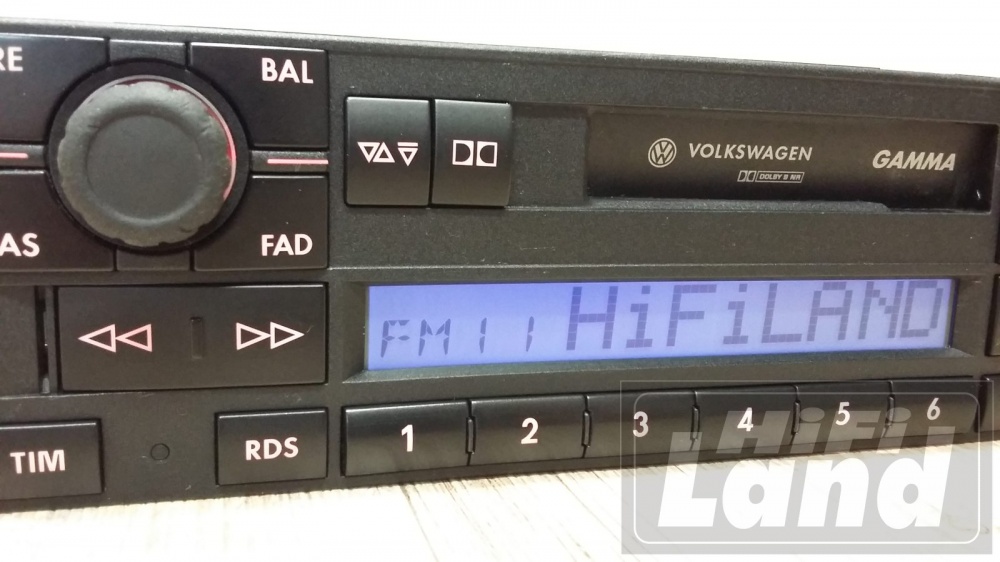 RE
BAL
VOLKSWAGEN
GAMMA
DOLBY B NR
AS
FAD
FM11 HiFiLAND
TIM
RDS
1
2
3
4
5
6
HiFi
Land